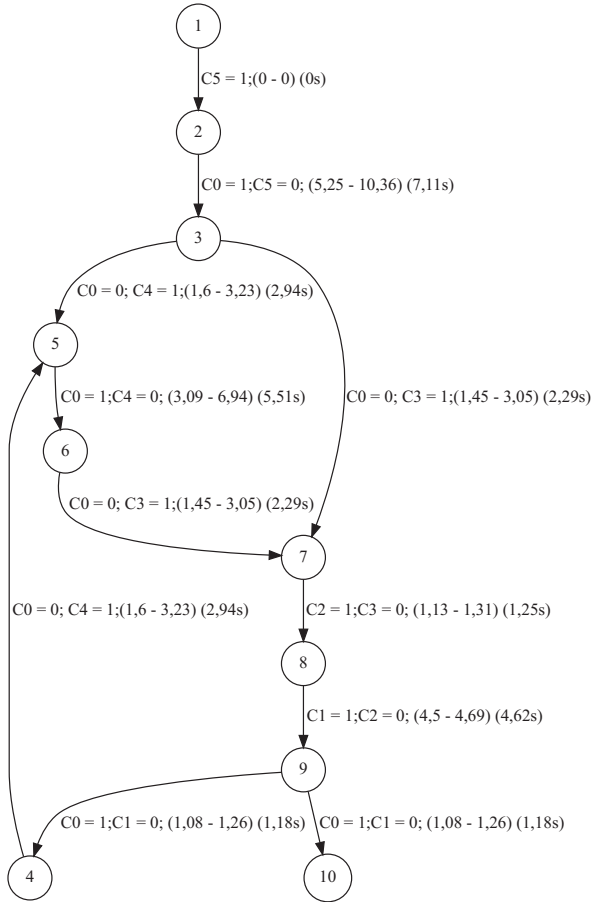 1
C5 = 1;(0 - 0) (0s)
2
C0 = 1;C5 = 0; (5,25 - 10,36) (7,11s)
3
C0 = 0; C4 = 1;(1,6 - 3,23) (2,94s)
5
C0 = 1;C4 = 0; (3,09 - 6,94) (5,51s)
C0 = 0; C3 = 1;(1,45 - 3,05) (2,29s)
6
C0 = 0; C3 = 1;(1,45 - 3,05) (2,29s)
7
C0 = 0; C4 = 1;(1,6 - 3,23) (2,94s)
C2 = 1;C3 = 0; (1,13 - 1,31) (1,25s)
8
C1 = 1;C2 = 0; (4,5 - 4,69) (4,62s)
9
C0 = 1;C1 = 0; (1,08 - 1,26) (1,18s)
C0 = 1;C1 = 0; (1,08 - 1,26) (1,18s)
4
10